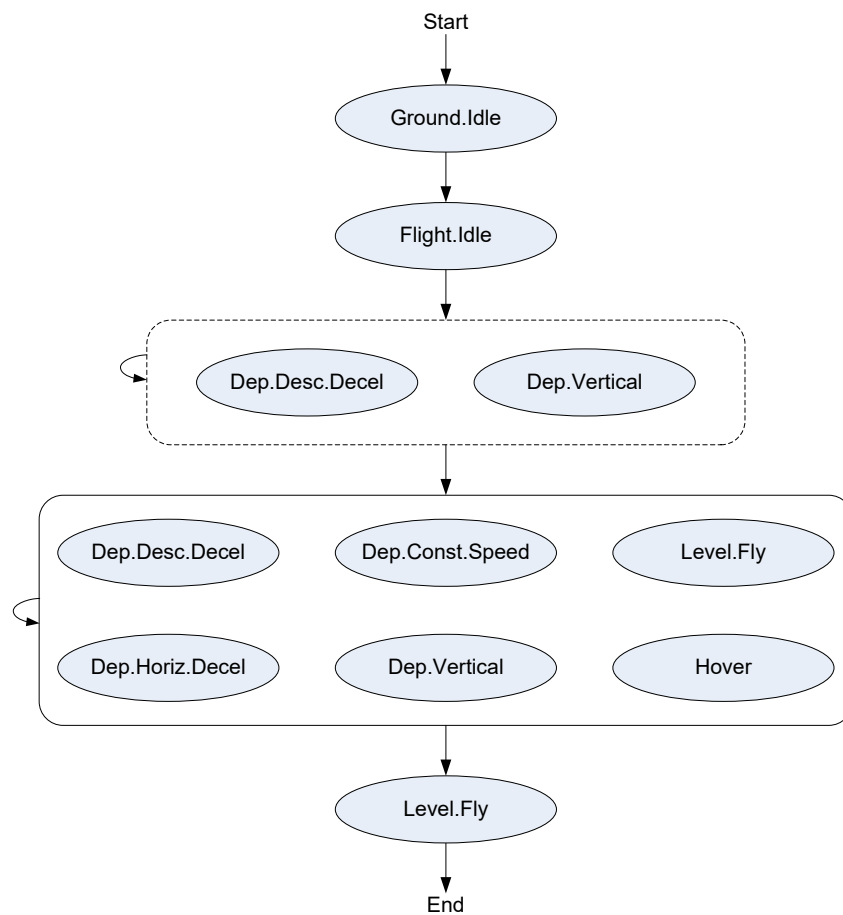 Start
Ground.Idle
Flight.Idle
Dep.Desc.Decel
Dep.Vertical
Dep.Desc.Decel
Dep.Const.Speed
Level.Fly
Dep.Horiz.Decel
Dep.Vertical
Hover
Level.Fly
End